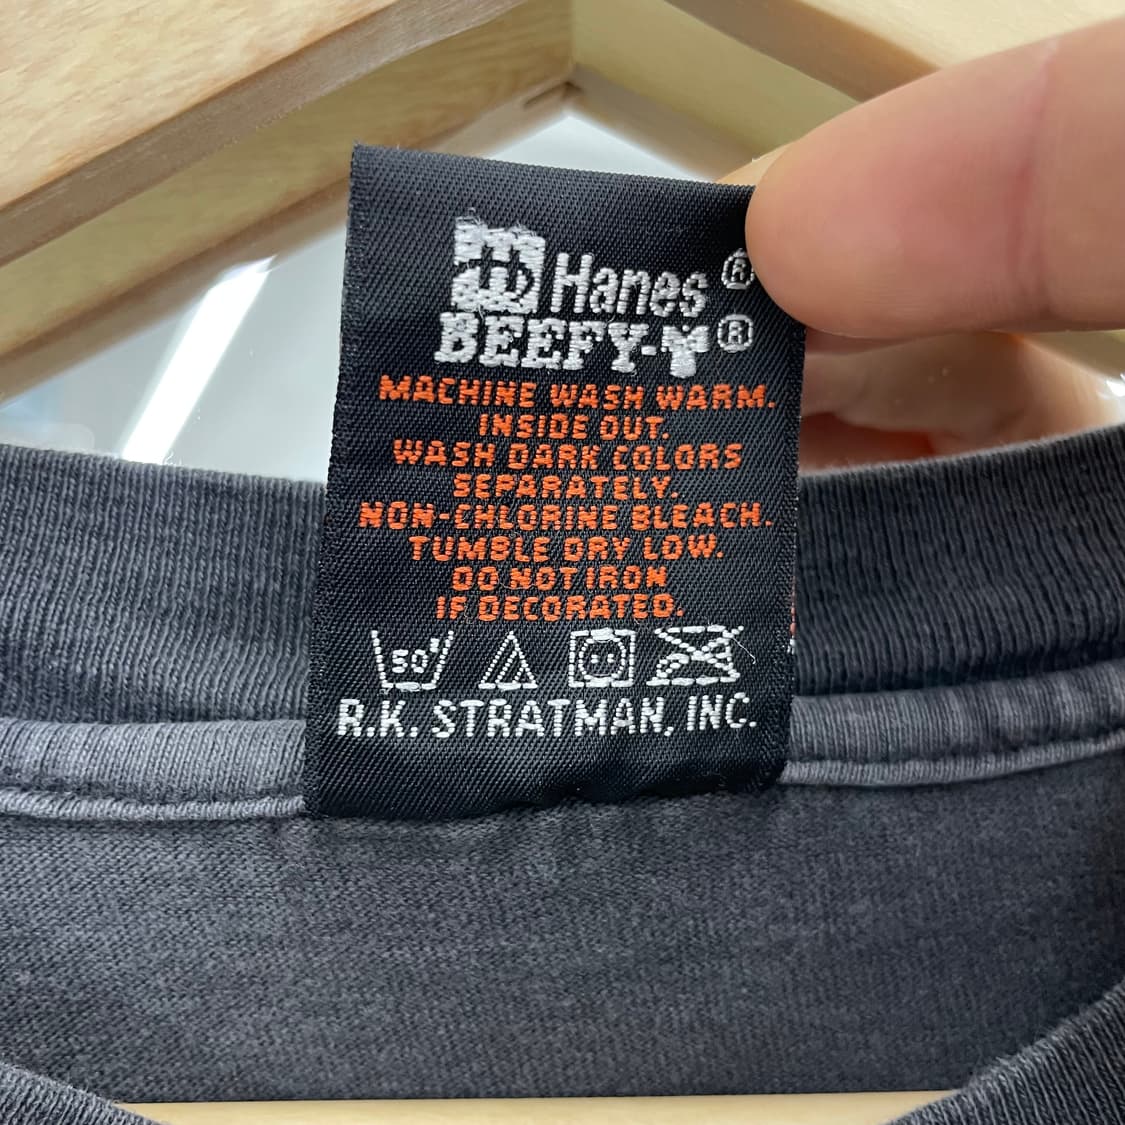 Hanes ®
BEEFY-T ®
MACHINE WASH WARM.
INSIDE OUT.
WASH DARK COLORS
SEPARATELY.
NON-CHLORINE BLEACH.
TUMBLE DRY LOW.
DO NOT IRON
IF DECORATED.
50°
R.K. STRATMAN, INC.